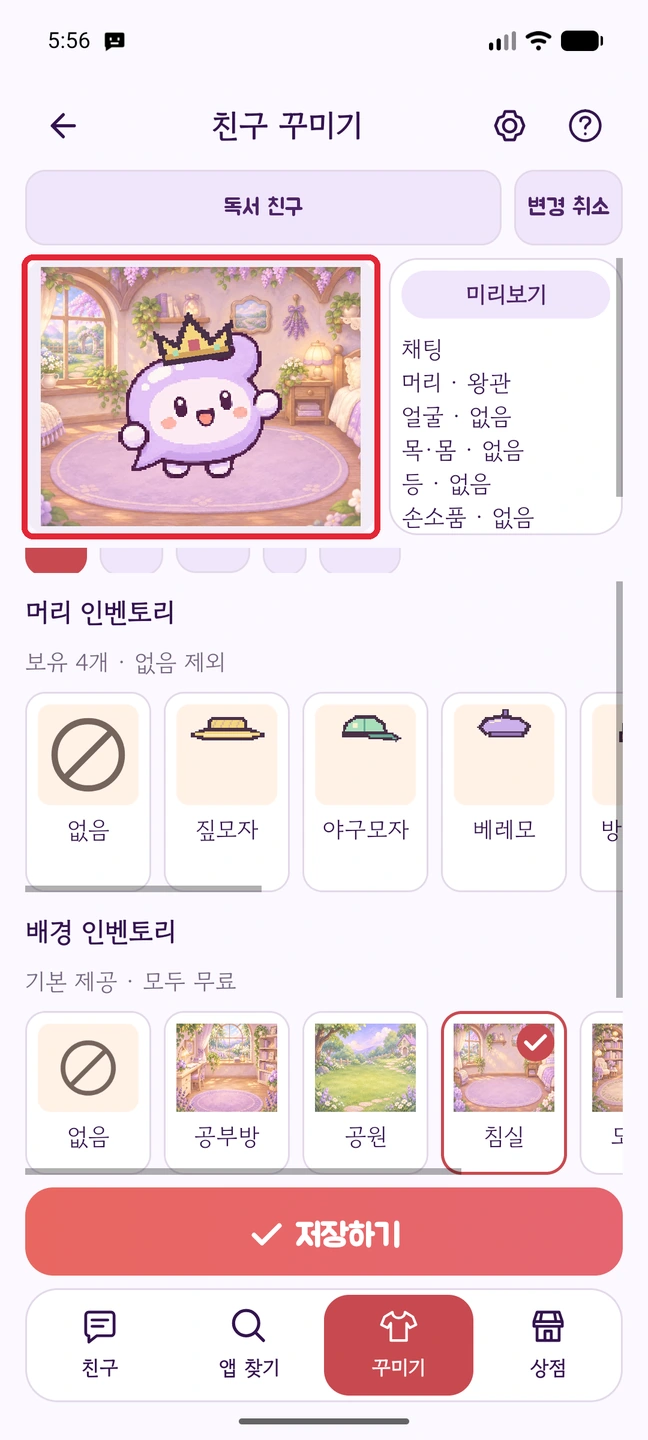 5:56
친구 꾸미기
독서 친구
변경 취소
미리보기
채팅
머리 · 왕관
얼굴 · 없음
목·몸 · 없음
등 · 없음
손소품 · 없음
머리 인벤토리
보유 4개 · 없음 제외
없음
짚모자
야구모자
베레모
방
배경 인벤토리
기본 제공 · 모두 무료
없음
공부방
공원
침실
저장하기
친구
앱 찾기
꾸미기
상점